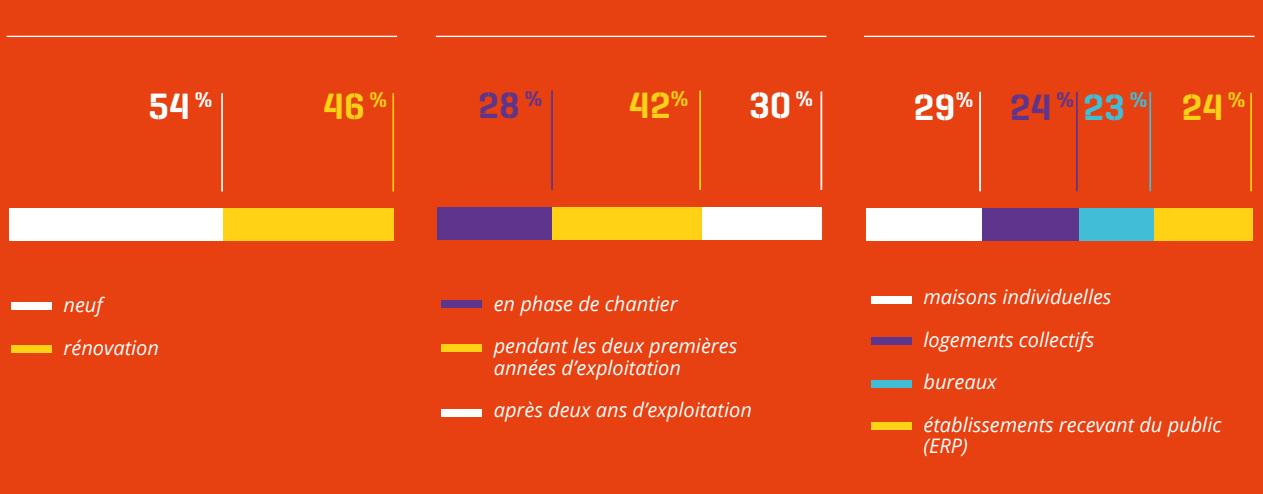 54 %
46 %
neuf
rénovation
28 %
42%
30 %
en phase de chantier
pendant les deux premières
années d’exploitation
après deux ans d’exploitation
29%
24 %
23 %
24 %
maisons individuelles
logements collectifs
bureaux
établissements recevant du public
(ERP)